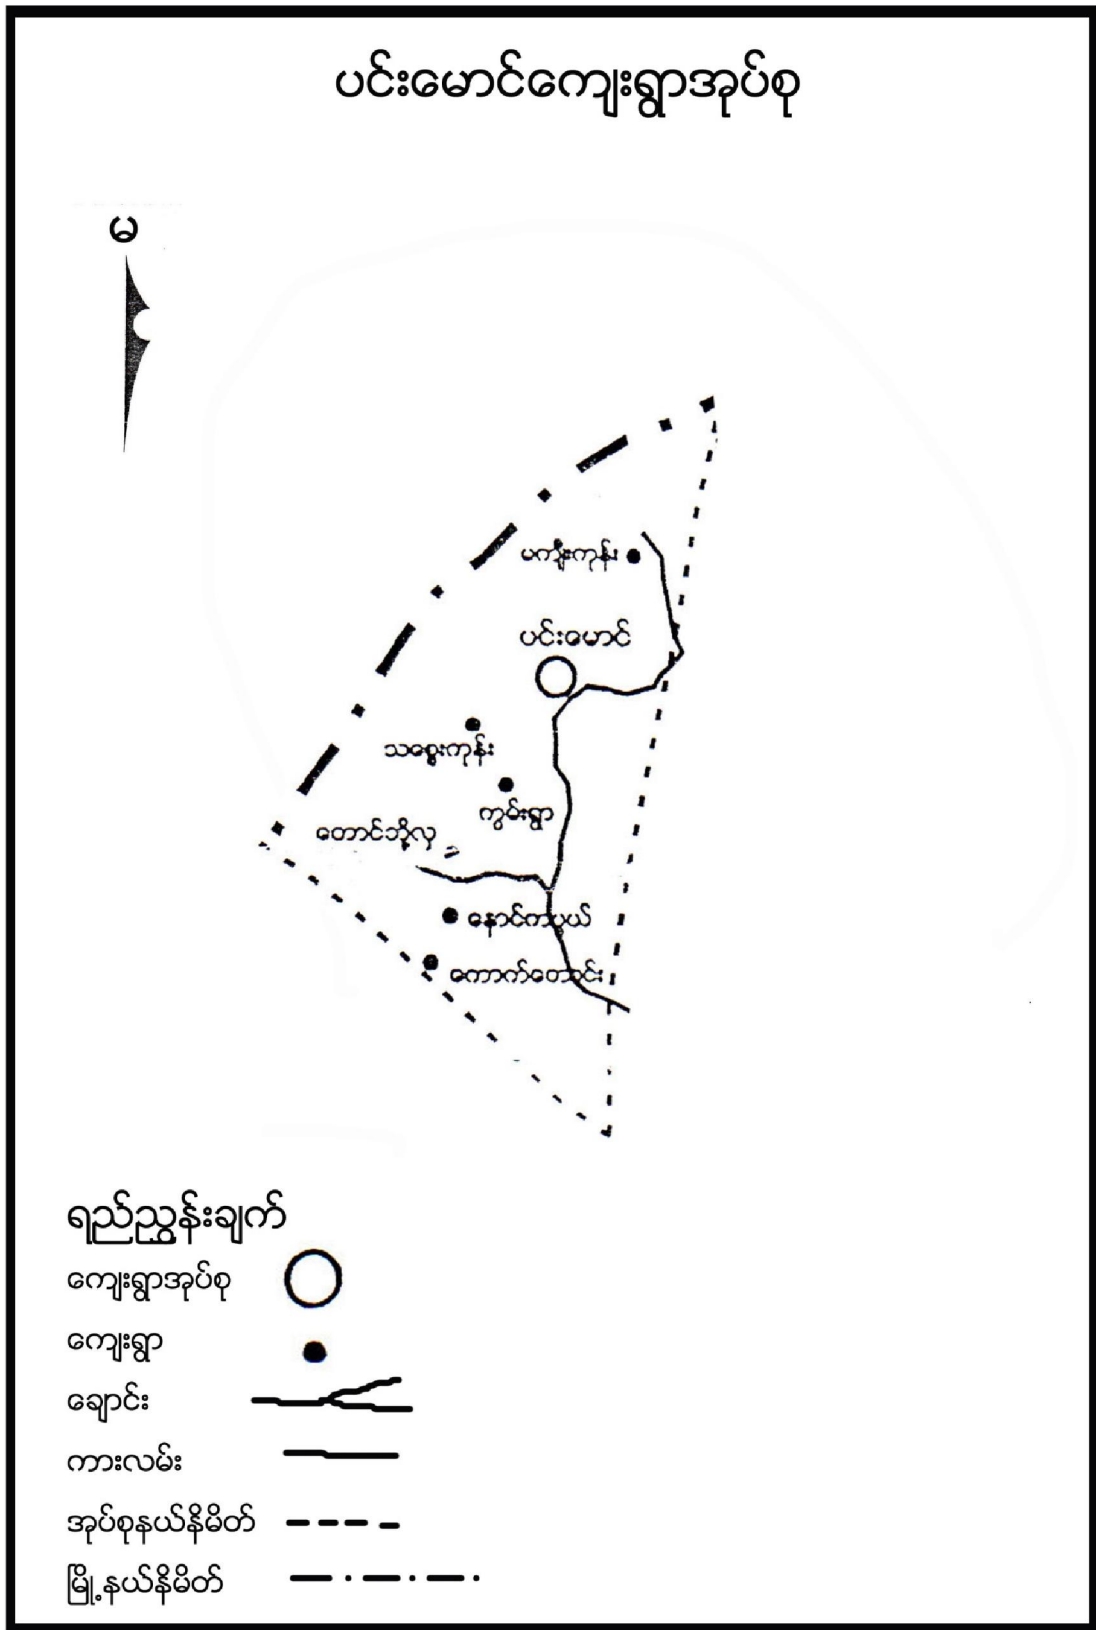 ပင်းမောင်ကျေးရွာအုပ်စု
မ
မကျီးကုန်း
ပင်းမောင်
သစ္စေးကုန်း
ကွမ်းရွာ
တောင်ဘို့လှ
နောင်ကပွယ်
ကောက်တောင်း
ရည်ညွှန်းချက်
ကျေးရွာအုပ်စု
ကျေးရွာ
ချောင်း
ကားလမ်း
အုပ်စုနယ်နိမိတ်
မြို့နယ်နိမိတ်